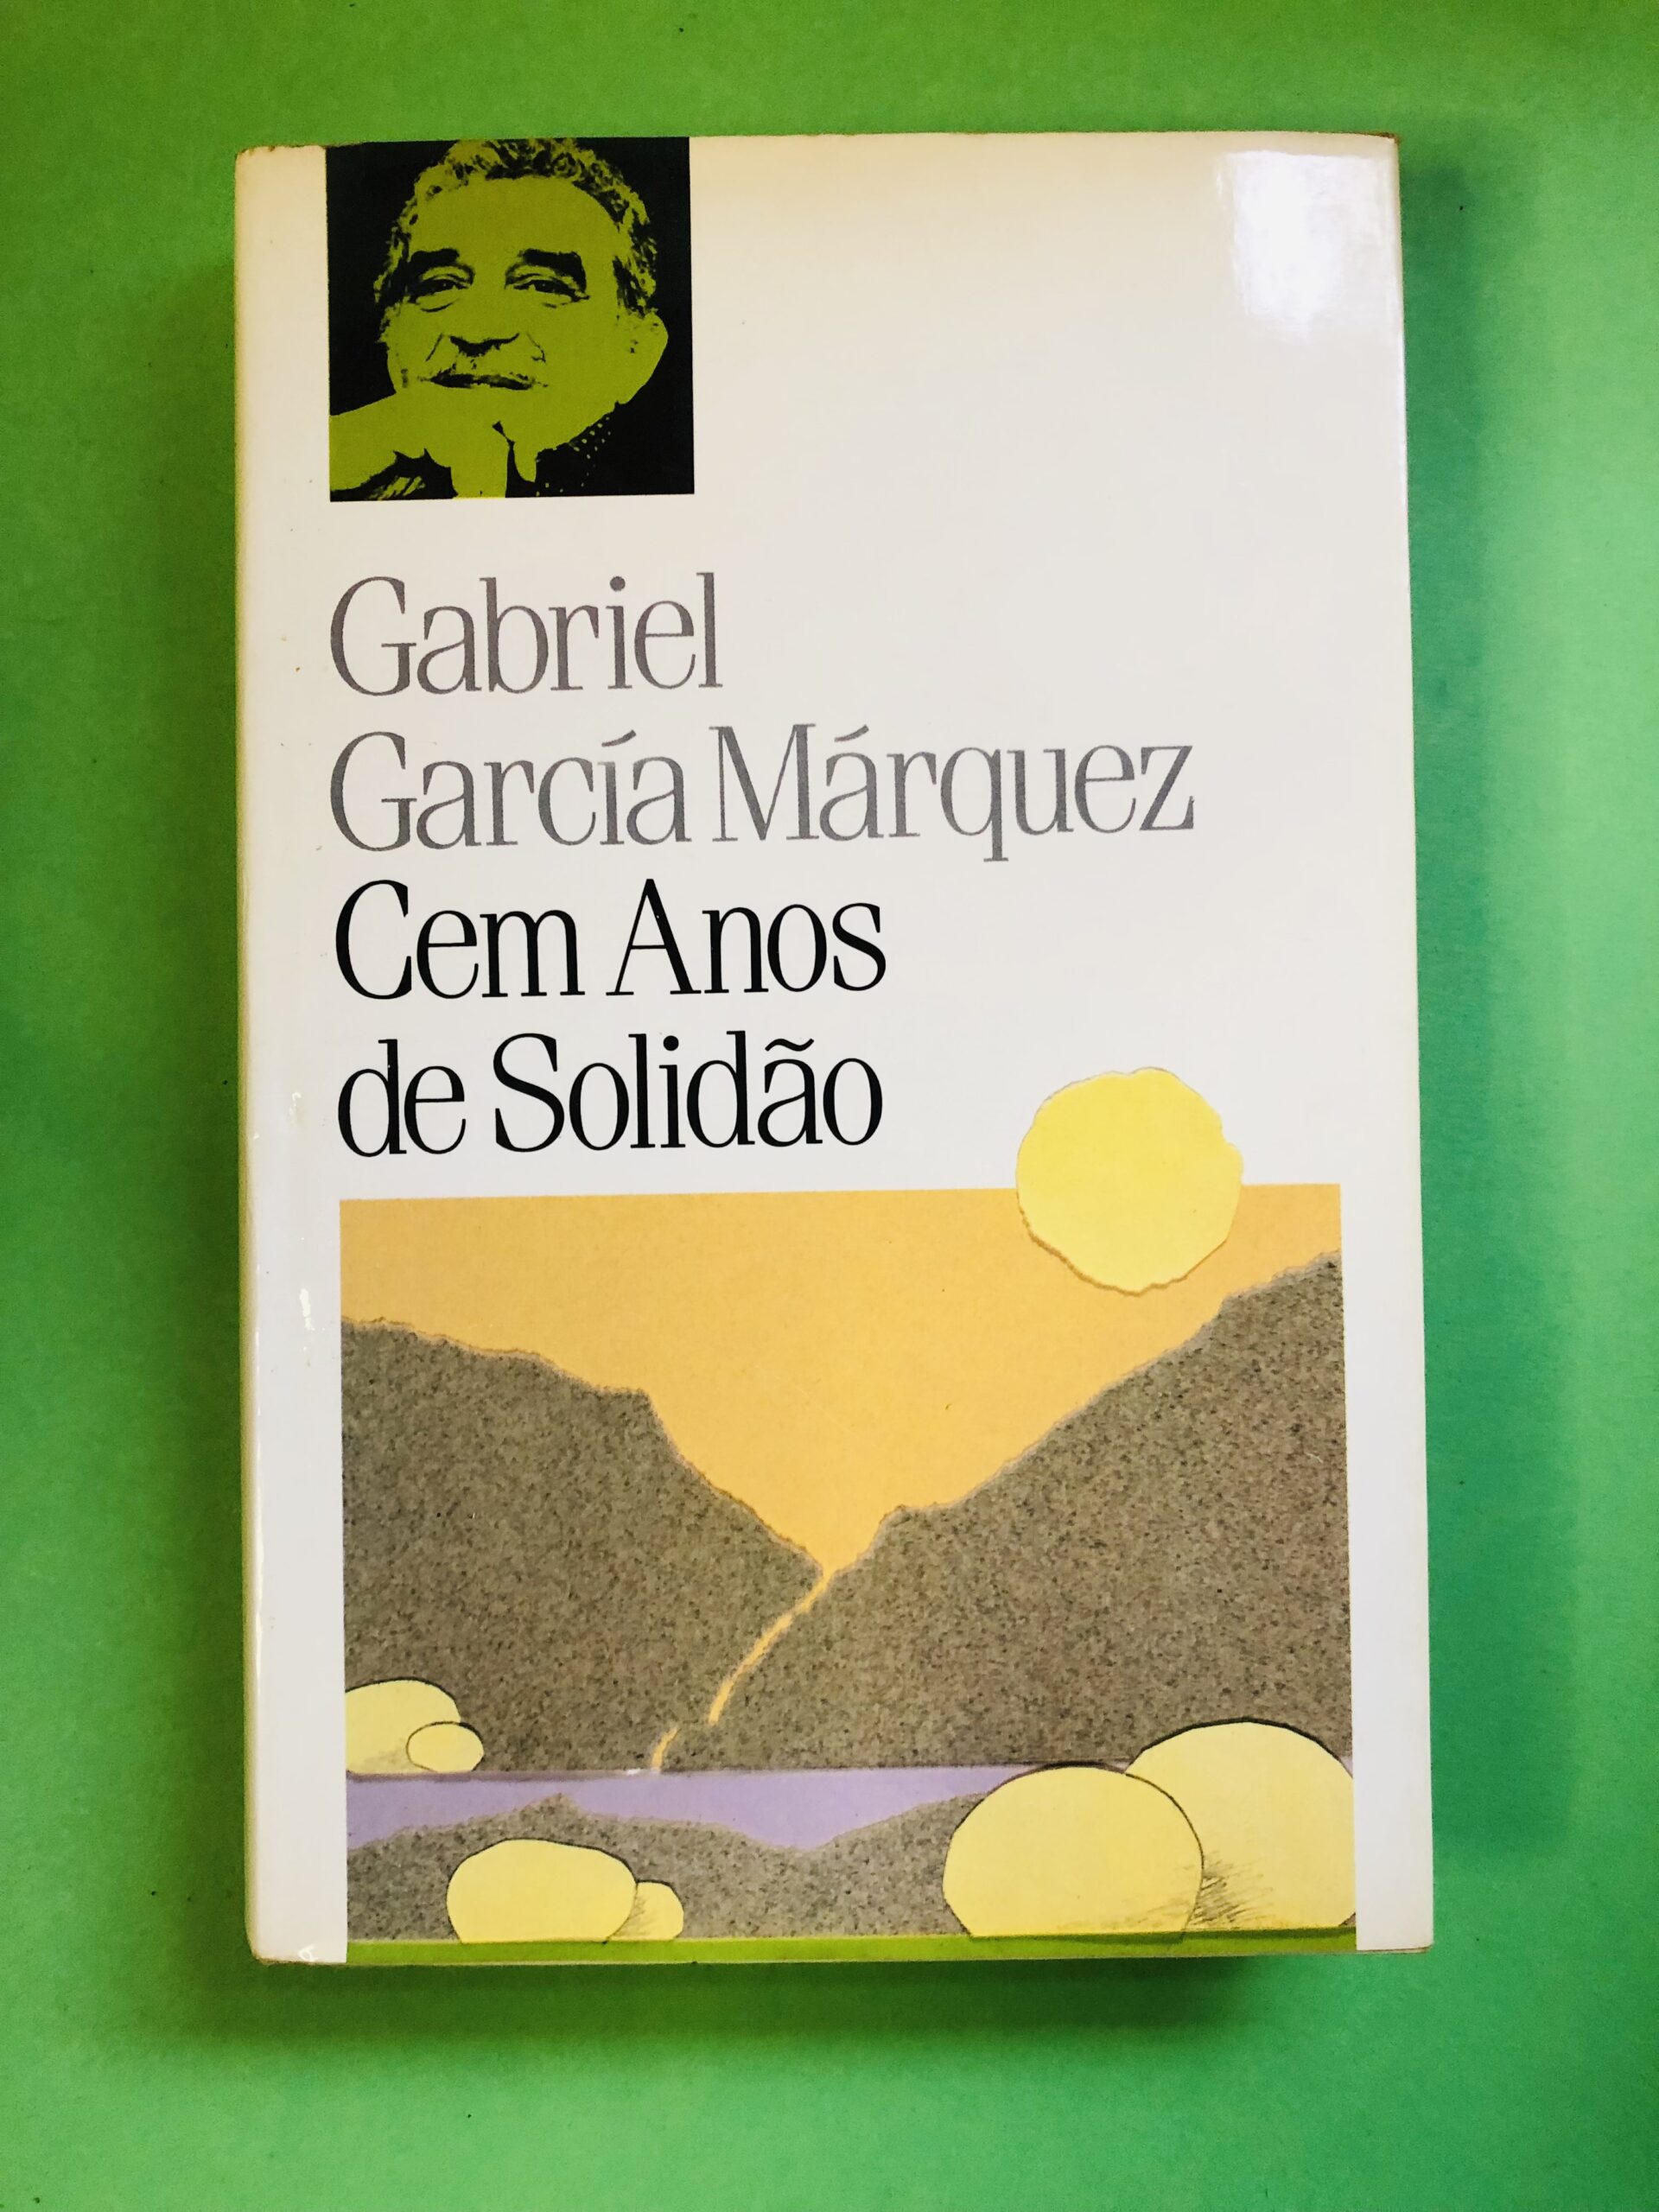 Gabriel
García Márquez
Cem Anos
de Solidão